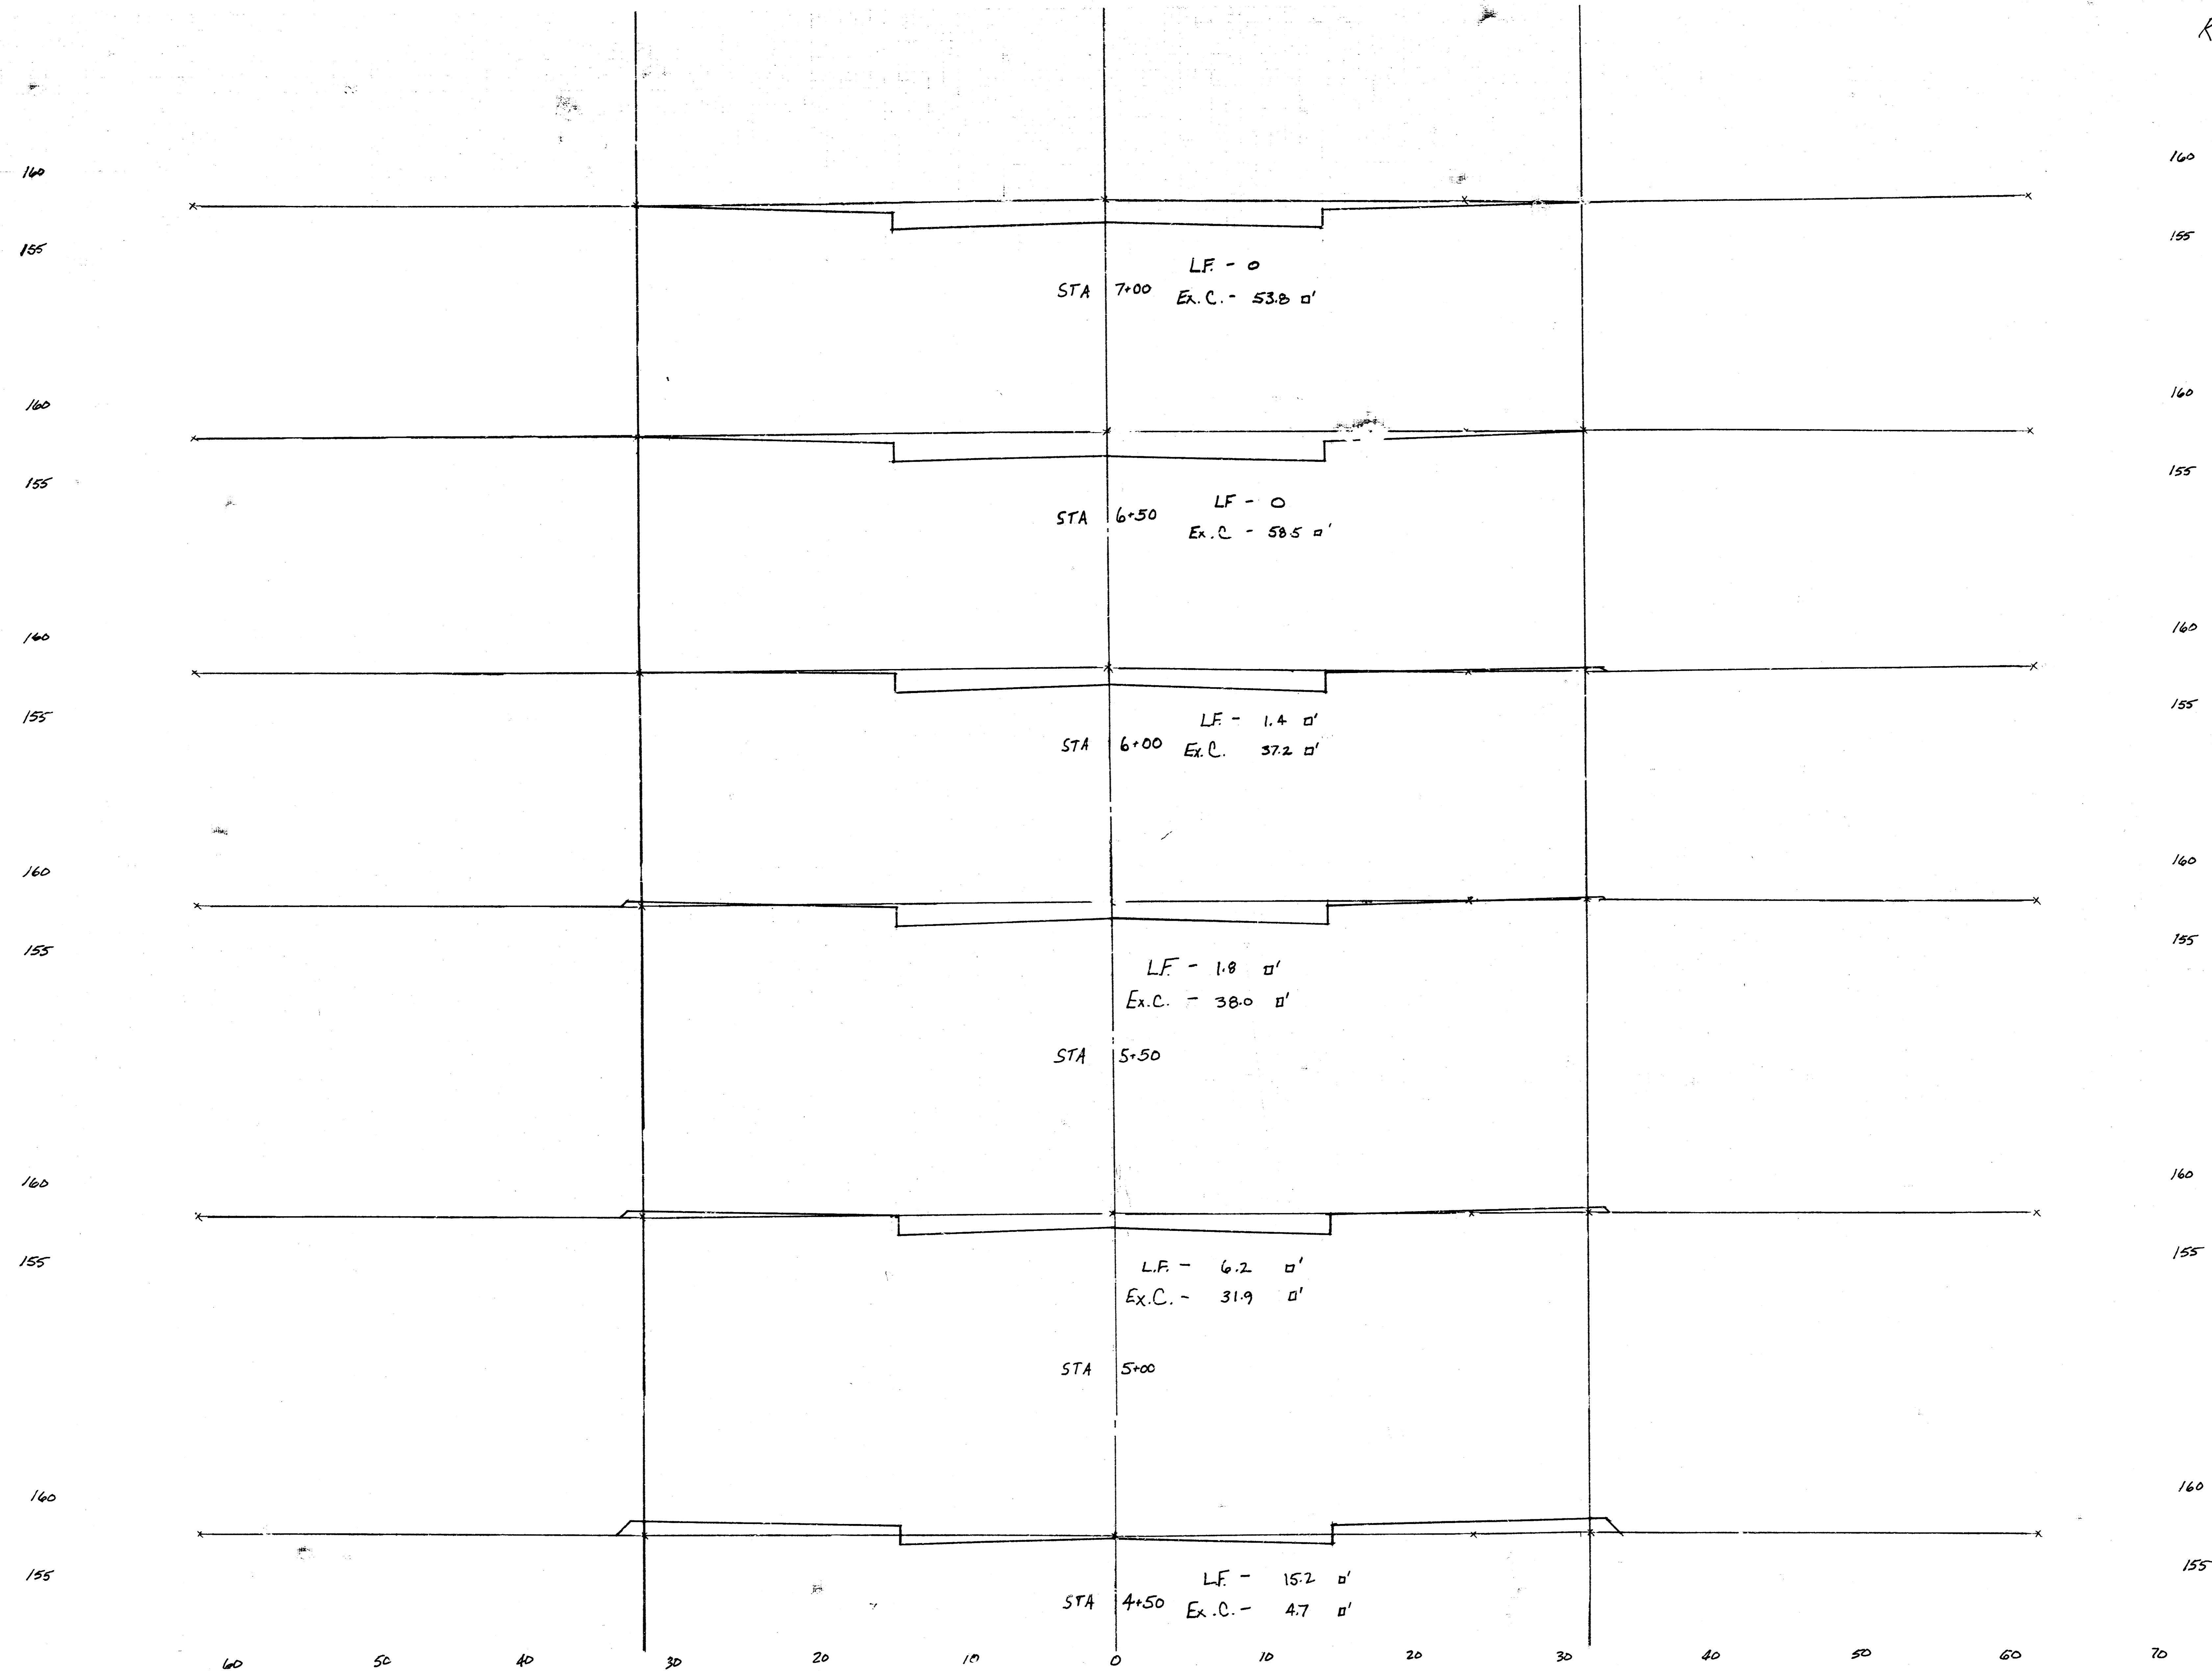 160 160
155 155
LF. - 0
STA 7+00 Ex. C. - 53.8 □'
160 160
155 155
LF - 0
STA 6+50 Ex. C - 58.5 □'
160 160
155 155
LF. - 1.4 □'
STA 6+00 Ex. C. 37.2 □'
160 160
155 155
LF. - 1.8 □'
Ex.C. - 38.0 □'
STA 5+50
160 160
155 155
L.F. - 6.2 □'
Ex.C. - 31.9 □'
STA 5+00
160 160
155 155
LF. - 15.2 □'
STA 4+50 Ex.C. - 4.7 □'
60 50 40 30 20 10 0 10 20 30 40 50 60 70